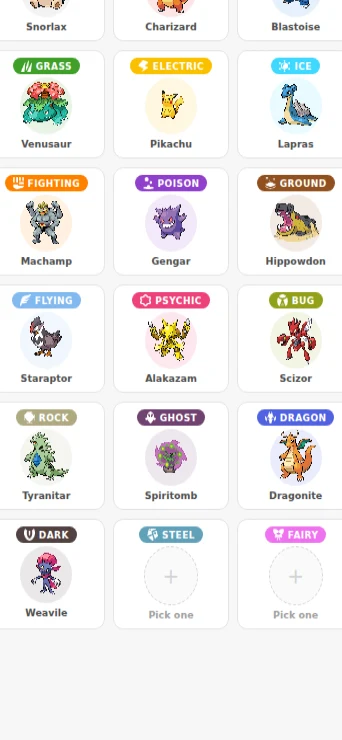 Snorlax Charizard Blastoise
GRASS ELECTRIC ICE
Venusaur Pikachu Lapras
FIGHTING POISON GROUND
Machamp Gengar Hippowdon
FLYING PSYCHIC BUG
Staraptor Alakazam Scizor
ROCK GHOST DRAGON
Tyranitar Spiritomb Dragonite
DARK STEEL FAIRY
Weavile
+ +
Pick one Pick one